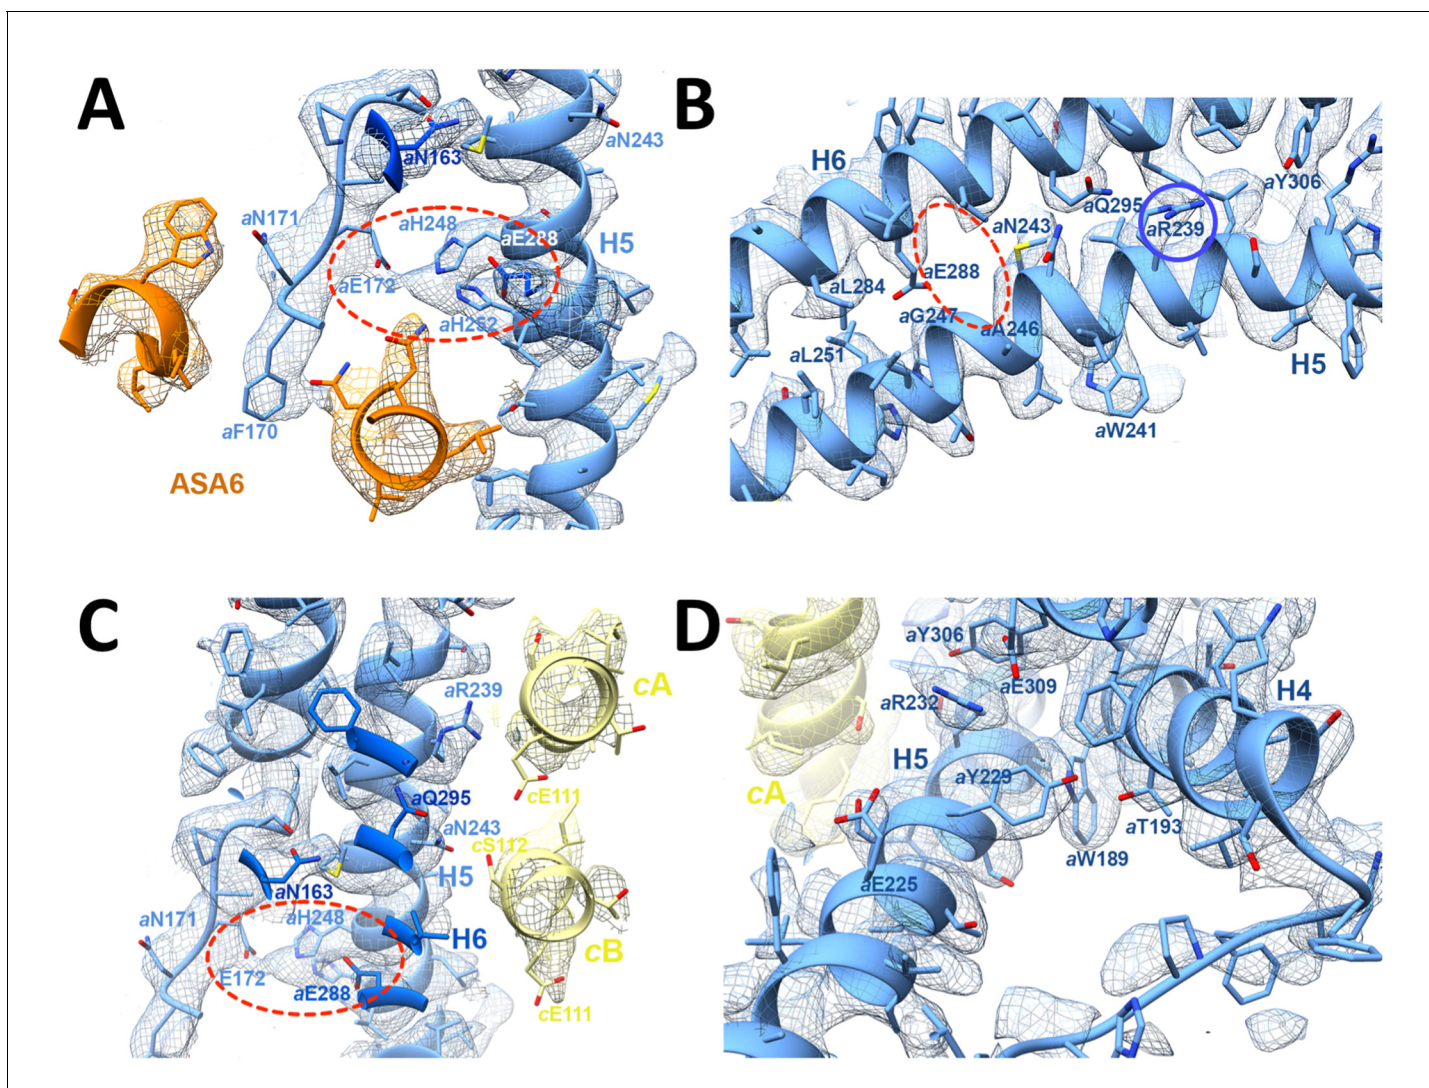 A
aN163
aN243
aN171
aH248
aE288
H5
aE172
aH252
aF170
ASA6
B
H6
aN243
aQ295
aY306
aR239
aE288
aL284
aG247
aA246
aL251
H5
aW241
C
aR239
cA
cE111
aQ295
aN243
cS112
H5
aN163
aN171
aH248
H6
cB
E172
aE288
cE111
D
aY306
aE309
aR232
H4
H5
aY229
cA
aT193
aW189
aE225